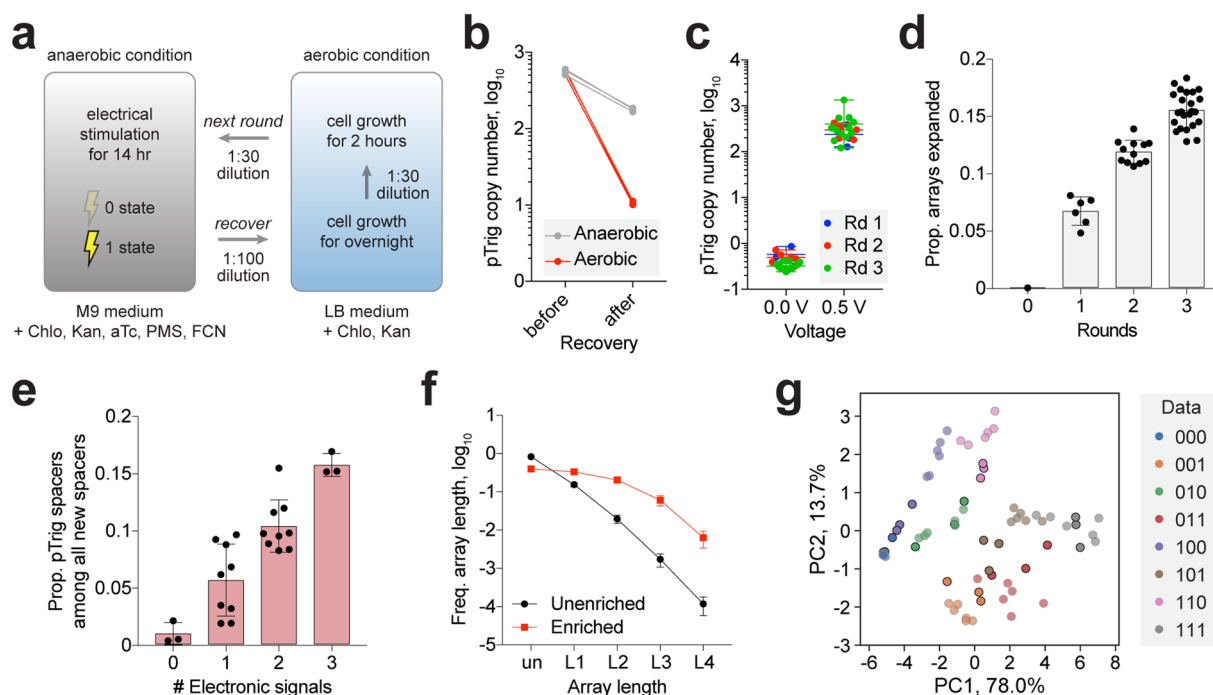 a
anaerobic condition
aerobic condition
electrical
stimulation
for 14 hr
0 state
1 state
next round
1:30
dilution
recover
1:100
dilution
cell growth
for 2 hours
1:30
dilution
cell growth
for overnight
M9 medium
+ Chlo, Kan, aTc, PMS, FCN
LB medium
+ Chlo, Kan
b
pTrig copy number, log10
3
2
1
0
Anaerobic
Aerobic
before
after
Recovery
c
pTrig copy number, log10
4
3
2
1
0
-1
Rd 1
Rd 2
Rd 3
0.0 V
0.5 V
Voltage
d
Prop. arrays expanded
0.20
0.15
0.10
0.05
0
0
1
2
3
Rounds
e
Prop. pTrig spacers
among all new spacers
0.2
0.15
0.1
0.05
0
0
1
2
3
# Electronic signals
f
Freq. array length, log10
1
0
-1
-2
-3
-4
-5
Unenriched
Enriched
un
L1
L2
L3
L4
Array length
g
PC2, 13.7%
3
2
1
0
-1
-2
-3
-6
-4
-2
0
2
4
6
8
PC1, 78.0%
Data
000
001
010
011
100
101
110
111